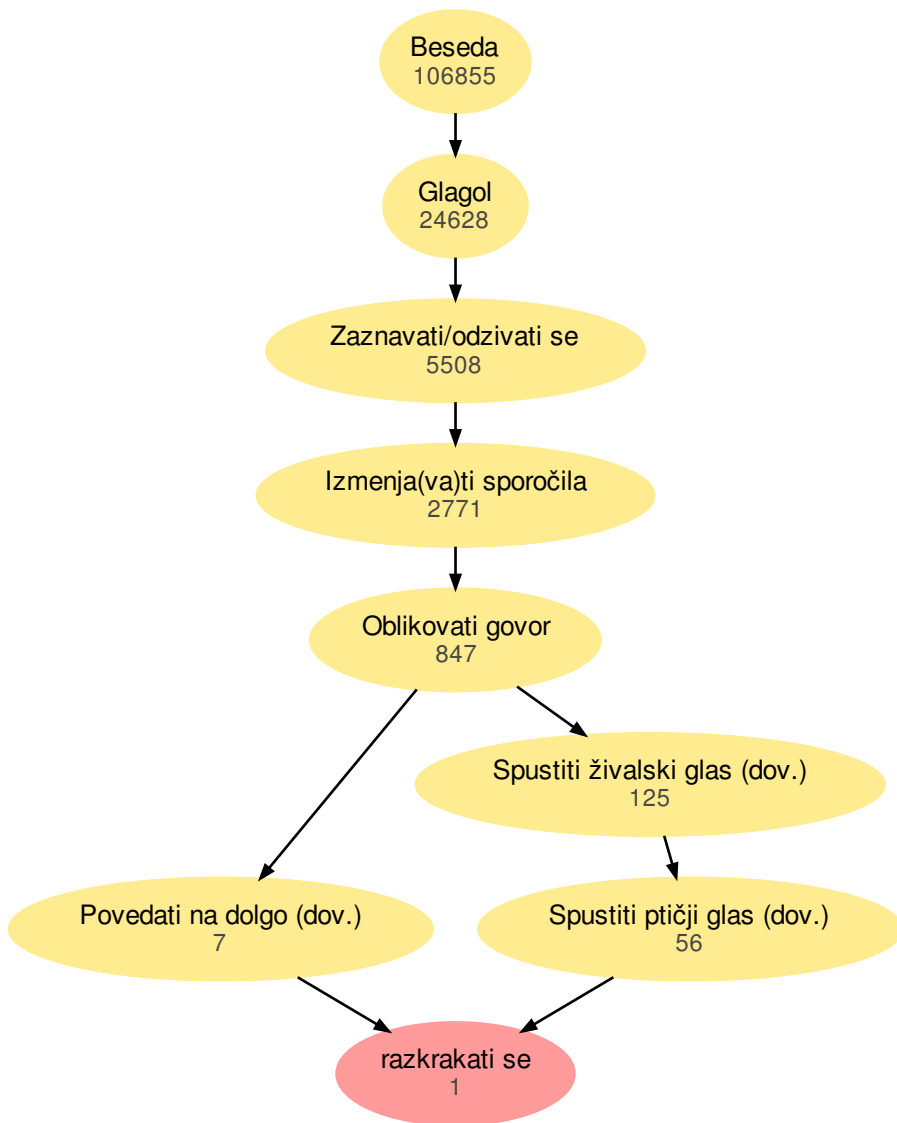 Beseda
106855
Glagol
24628
Zaznavati/odzivati se
5508
Izmenja(va)ti sporočila
2771
Oblikovati govor
847
Spustiti živalski glas (dov.)
125
Povedati na dolgo (dov.)
7
Spustiti ptičji glas (dov.)
56
razkrakati se
1